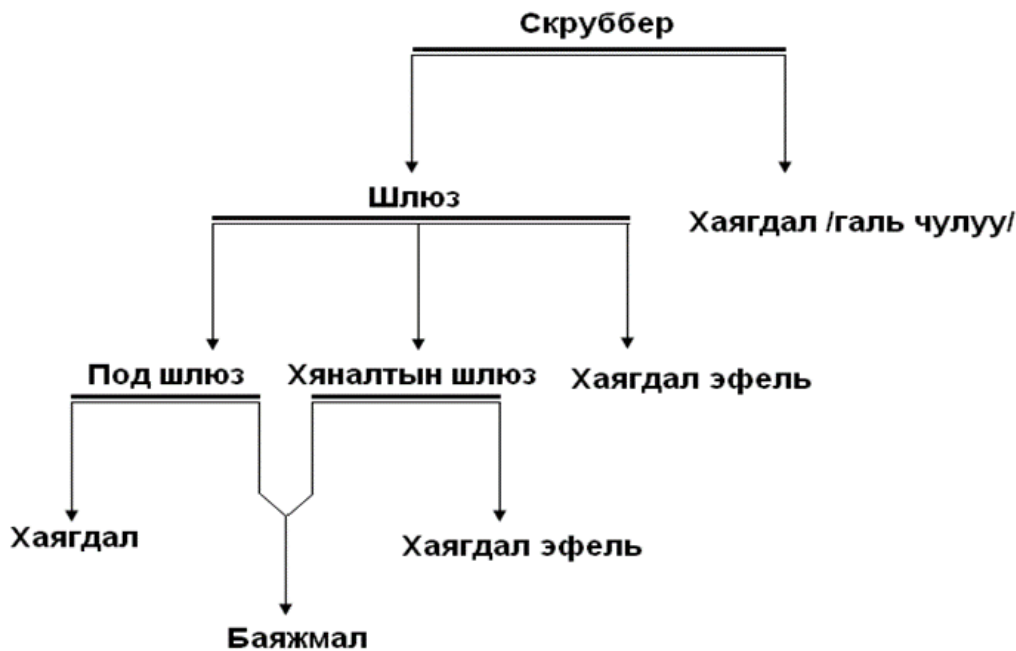 Скруббер
Шлюз
Хаягдал /галь чулуу/
Под шлюз
Хяналтын шлюз
Хаягдал эфель
Хаягдал
Хаягдал эфель
Баяжмал